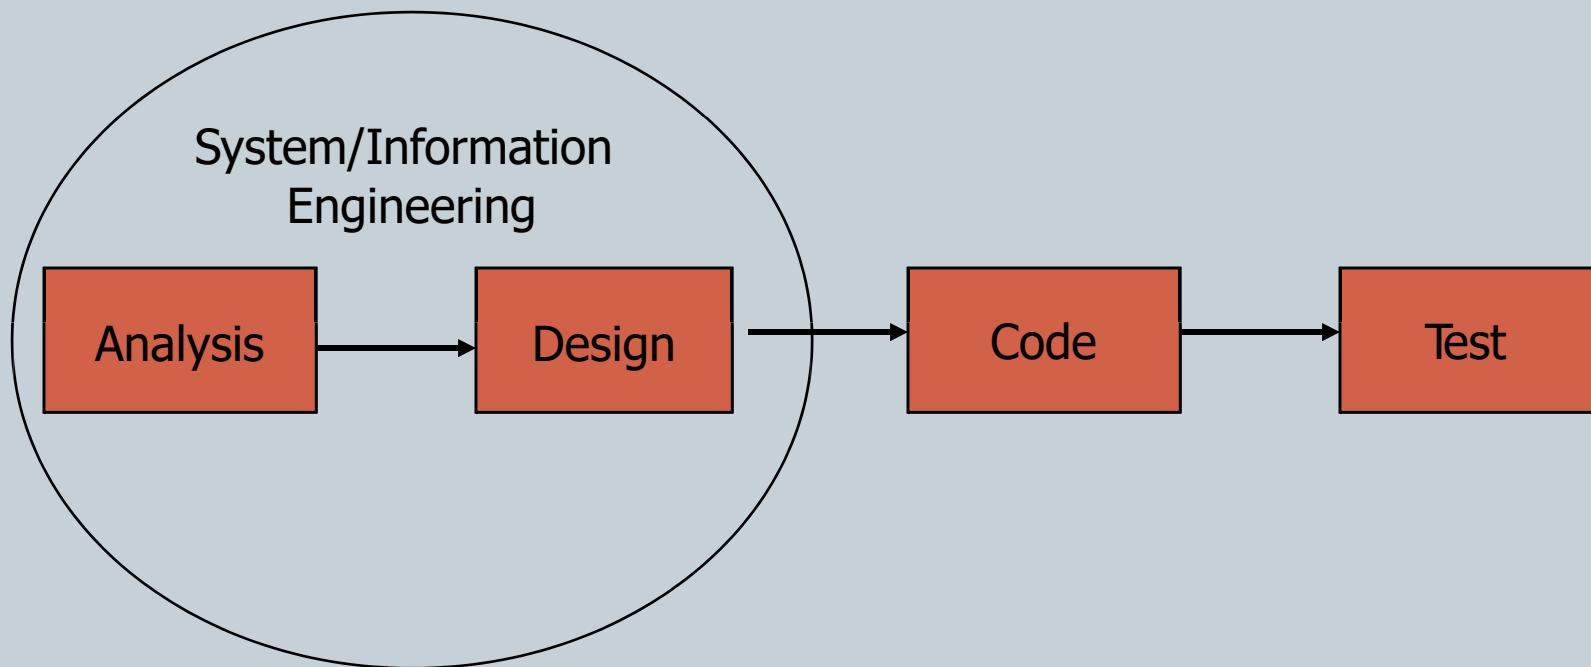 System/Information
Engineering
Analysis
Design
Code
Test